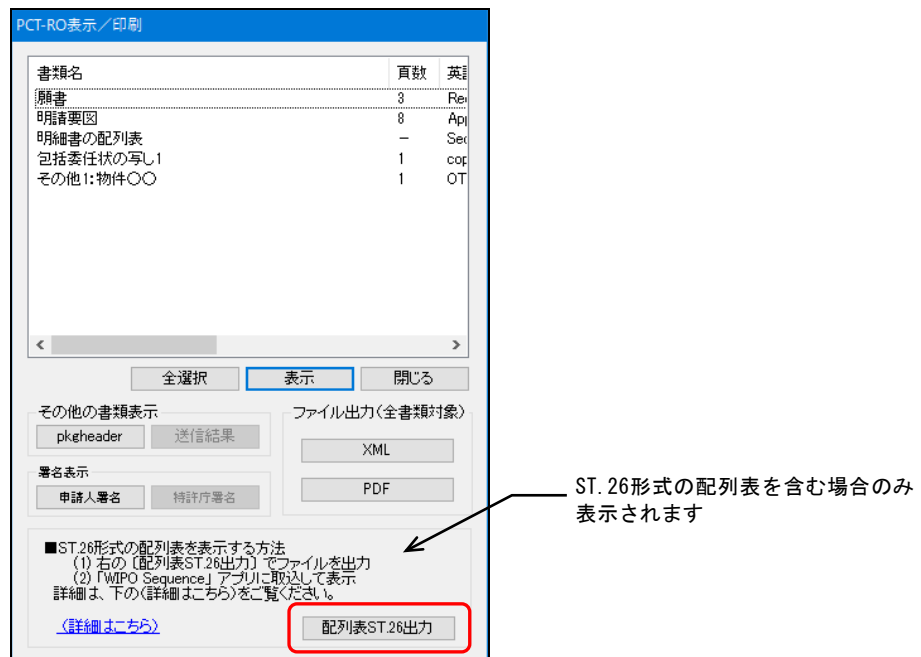 PCT-RO表示／印刷
書類名 頁数 英語
願書 3 Re
明請要図 8 App
明細書の配列表 － Sec
包括委任状の写し1 1 cop
その他1:物件〇〇 1 OT
全選択 表示 閉じる
その他の書類表示
pkgheader 送信結果
署名表示
申請人署名 特許庁署名
ファイル出力(全書類対象)
XML
PDF
ST.26形式の配列表を含む場合のみ
表示されます
■ST.26形式の配列表を表示する方法
(1) 右の〔配列表ST.26出力〕でファイルを出力
(2)「WIPO Sequence」アプリに取込して表示
詳細は、下の(詳細はこちら)をご覧ください。
(詳細はこちら)
配列表ST.26出力